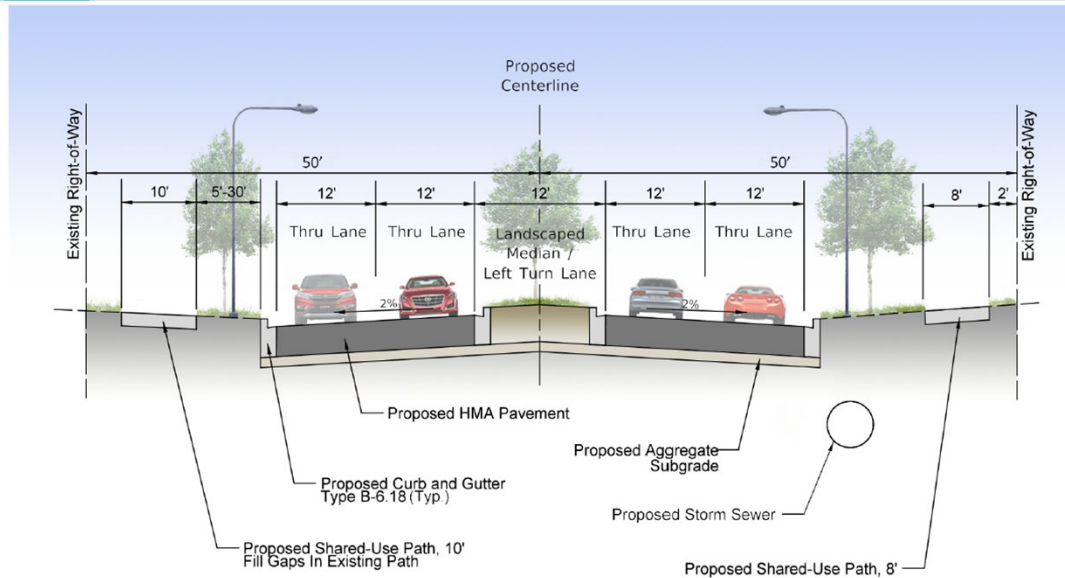 Proposed
Centerline
Existing Right-of-Way
Existing Right-of-Way
50'
50'
10'
5'-30'
12'
12'
12'
12'
12'
8'
2'
Thru Lane
Thru Lane
Landscaped
Median /
Left Turn Lane
Thru Lane
Thru Lane
2%
2%
Proposed HMA Pavement
Proposed Aggregate
Subgrade
Proposed Curb and Gutter
Type B-6.18 (Typ.)
Proposed Storm Sewer
Proposed Shared-Use Path, 10'
Fill Gaps In Existing Path
Proposed Shared-Use Path, 8'